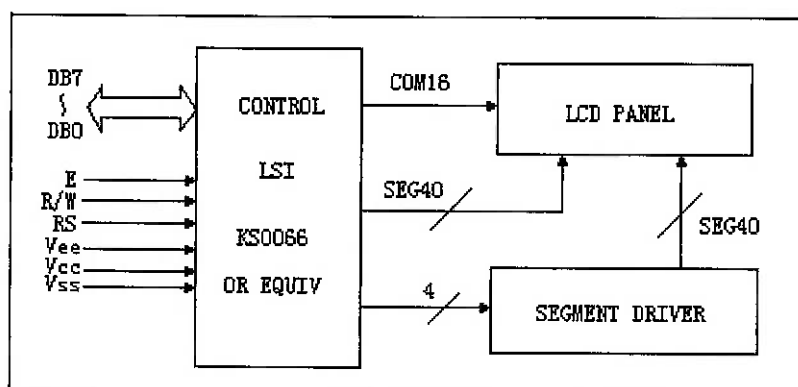 DB7
DB0
E
R/W
RS
Vee
Vcc
Vss
CONTROL
LSI
KS0066
OR EQUIV
COM16
SEG40
4
LCD PANEL
SEG40
SEGMENT DRIVER